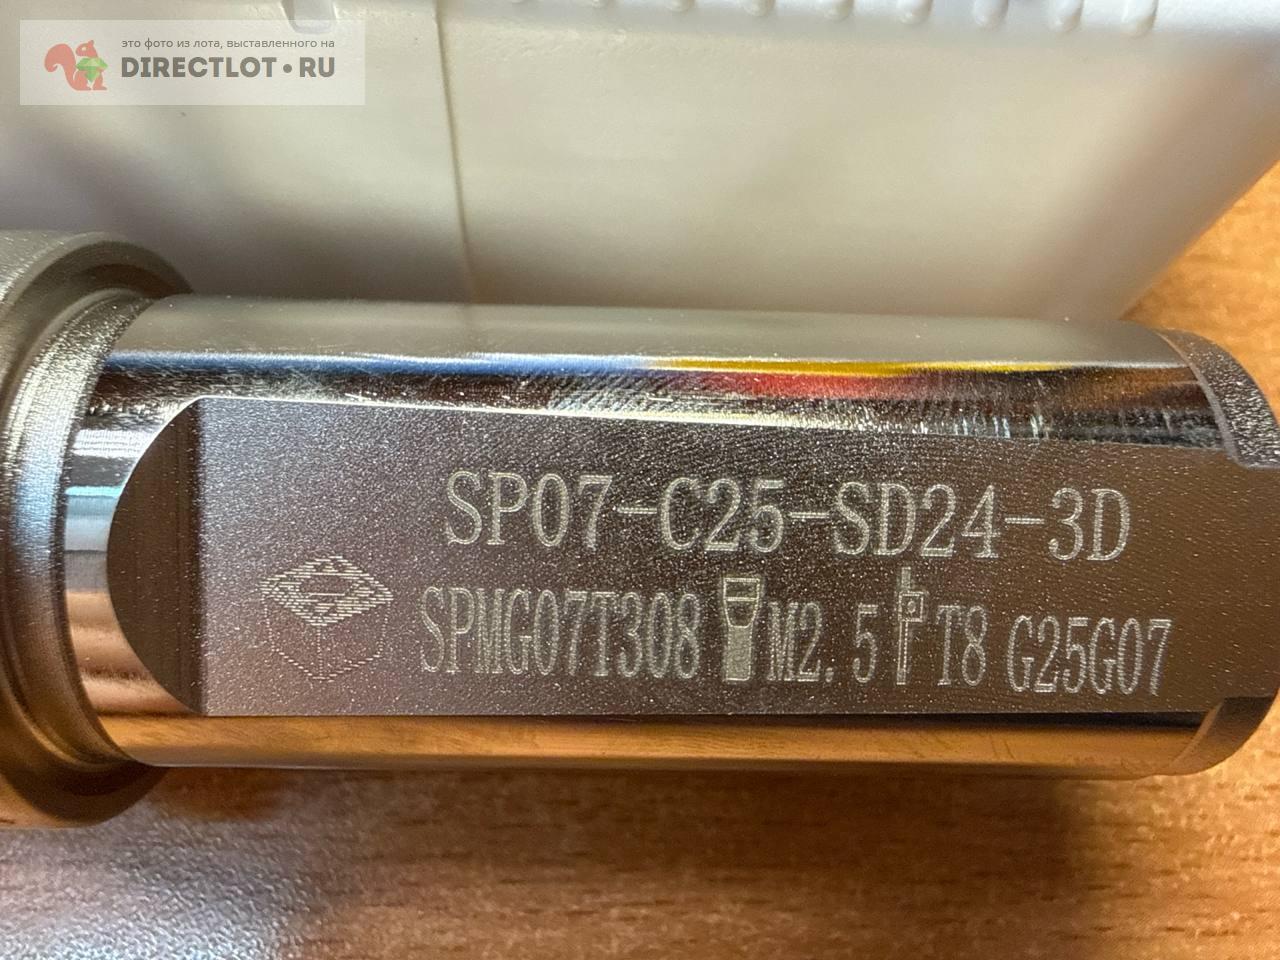 это фото из лота, выставленного на
DIRECTLOT•RU
SP07-C25-SD24-3D
SPMG07T308 M2.5 T8 G25G07